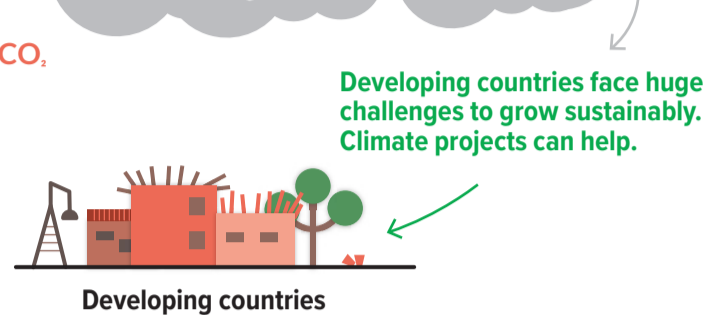 CO₂
Developing countries face huge
challenges to grow sustainably.
Climate projects can help.
Developing countries